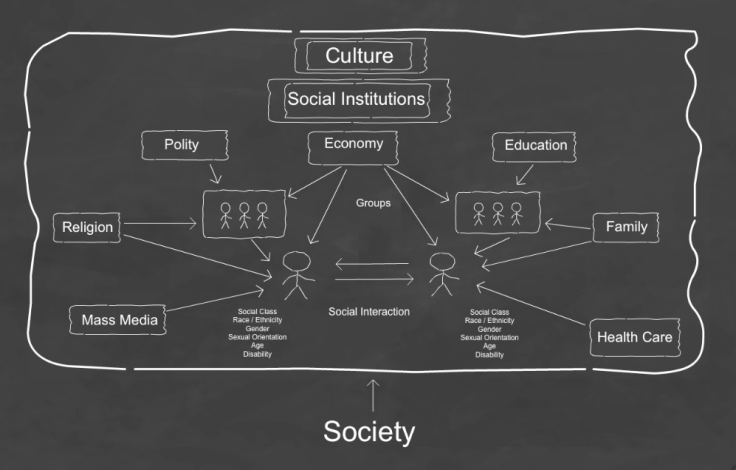 Culture
Social Institutions
Polity
Economy
Education
Groups
Religion
Family
Social Interaction
Mass Media
Social Class
Race / Ethnicity
Gender
Sexual Orientation
Age
Disability
Social Class
Race / Ethnicity
Gender
Sexual Orientation
Age
Disability
Health Care
Society